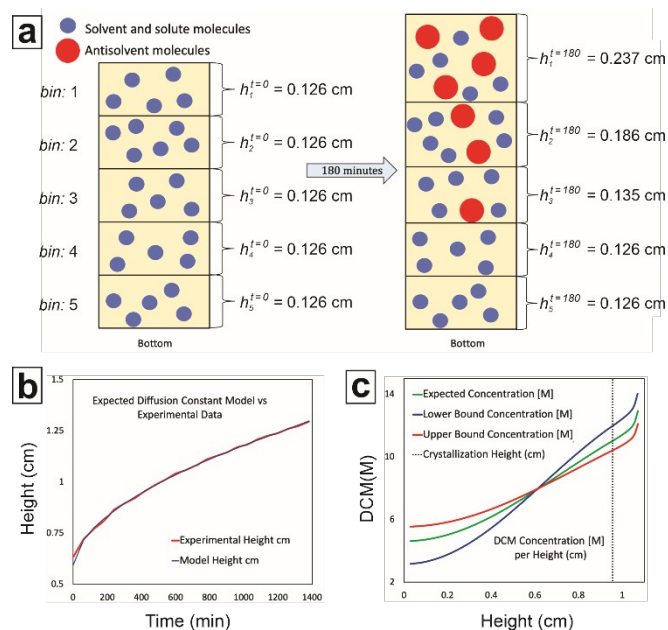 a
Solvent and solute molecules
Antisolvent molecules
bin: 1
bin: 2
bin: 3
bin: 4
bin: 5
h₁ᵗ⁼⁰ = 0.126 cm
h₂ᵗ⁼⁰ = 0.126 cm
h₃ᵗ⁼⁰ = 0.126 cm
h₄ᵗ⁼⁰ = 0.126 cm
h₅ᵗ⁼⁰ = 0.126 cm
Bottom
180 minutes
h₁ᵗ⁼¹⁸⁰ = 0.237 cm
h₂ᵗ⁼¹⁸⁰ = 0.186 cm
h₃ᵗ⁼¹⁸⁰ = 0.135 cm
h₄ᵗ⁼¹⁸⁰ = 0.126 cm
h₅ᵗ⁼¹⁸⁰ = 0.126 cm
Bottom
b
Expected Diffusion Constant Model vs
Experimental Data
Height (cm)
1.5
1.25
1
0.75
0.5
Experimental Height cm
Model Height cm
0 200 400 600 800 1000 1200 1400
Time (min)
c
Expected Concentration [M]
Lower Bound Concentration [M]
Upper Bound Concentration [M]
Crystallization Height (cm)
DCM(M)
14
10
6
2
DCM Concentration [M]
per Height (cm)
0 0.2 0.4 0.6 0.8 1
Height (cm)